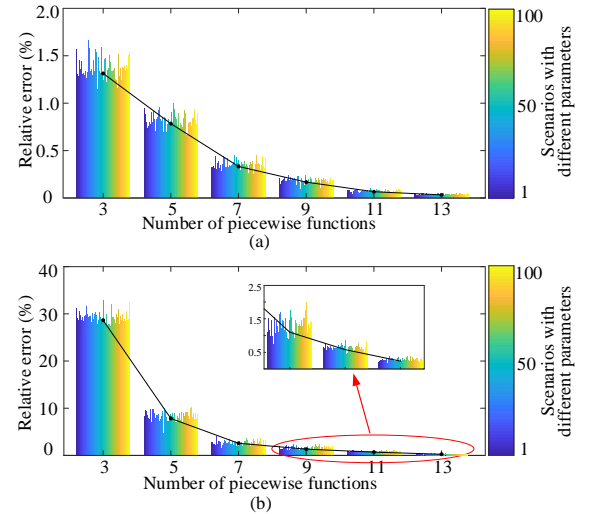 2.0
1.5
1.0
0.5
0
Relative error (%)
3 5 7 9 11 13
Number of piecewise functions
(a)
100
50
1
Scenarios with
different parameters
40
30
20
10
0
Relative error (%)
2.5
2.0
1.5
1.0
0.5
3 5 7 9 11 13
Number of piecewise functions
(b)
100
50
1
Scenarios with
different parameters